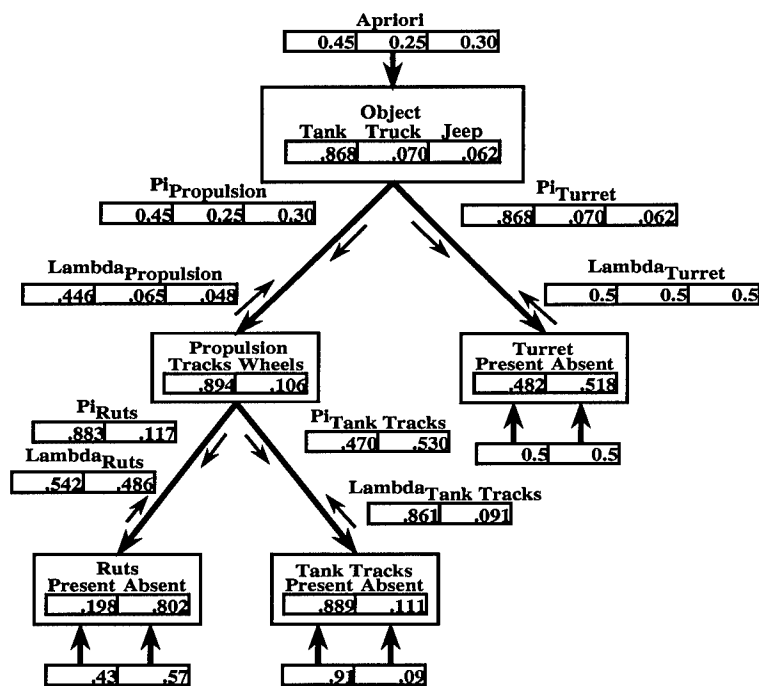 Apriori
0.45 0.25 0.30
Object
Tank Truck Jeep
.868 .070 .062
PiPropulsion
0.45 0.25 0.30
PiTurret
.868 .070 .062
LambdaPropulsion
.446 .065 .048
LambdaTurret
0.5 0.5 0.5
Propulsion
Tracks Wheels
.894 .106
Turret
Present Absent
.482 .518
PiRuts
.883 .117
PiTank Tracks
.470 .530
0.5 0.5
LambdaRuts
.542 .486
LambdaTank Tracks
.861 .091
Ruts
Present Absent
.198 .802
Tank Tracks
Present Absent
.889 .111
.43 .57
.91 .09